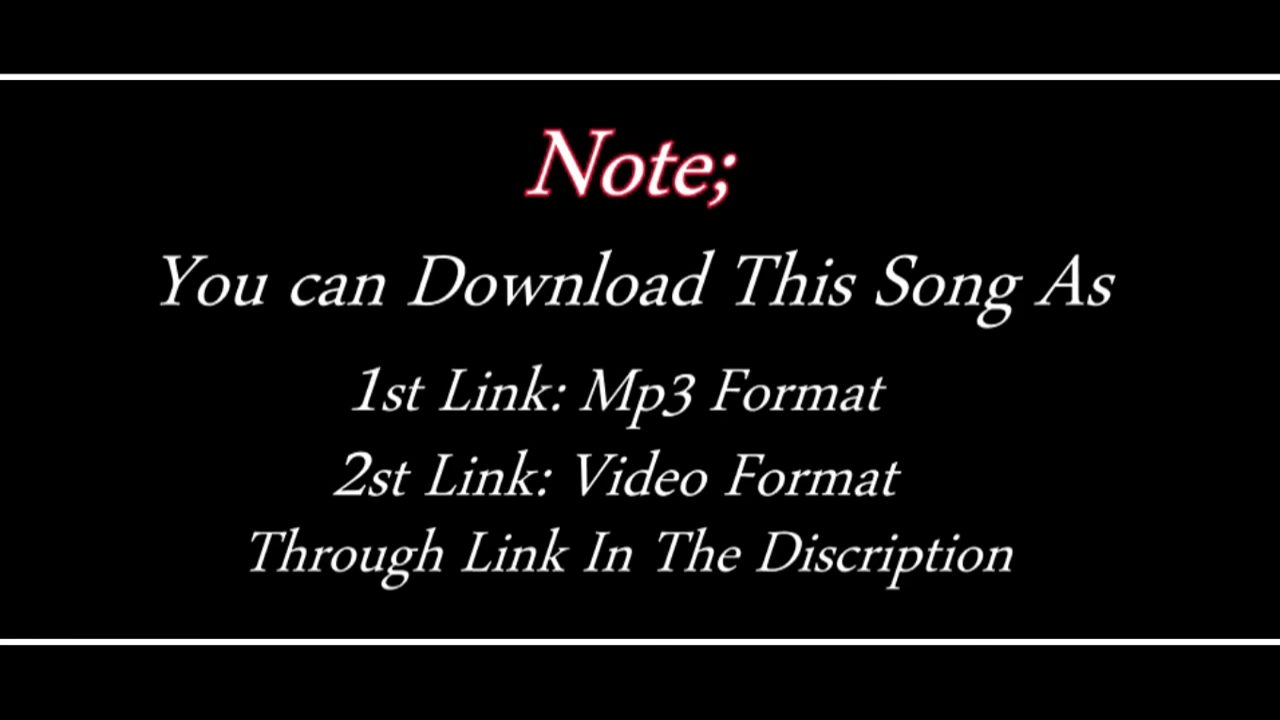 Note;
You can Download This Song As
1st Link: Mp3 Format
2st Link: Video Format
Through Link In The Discription